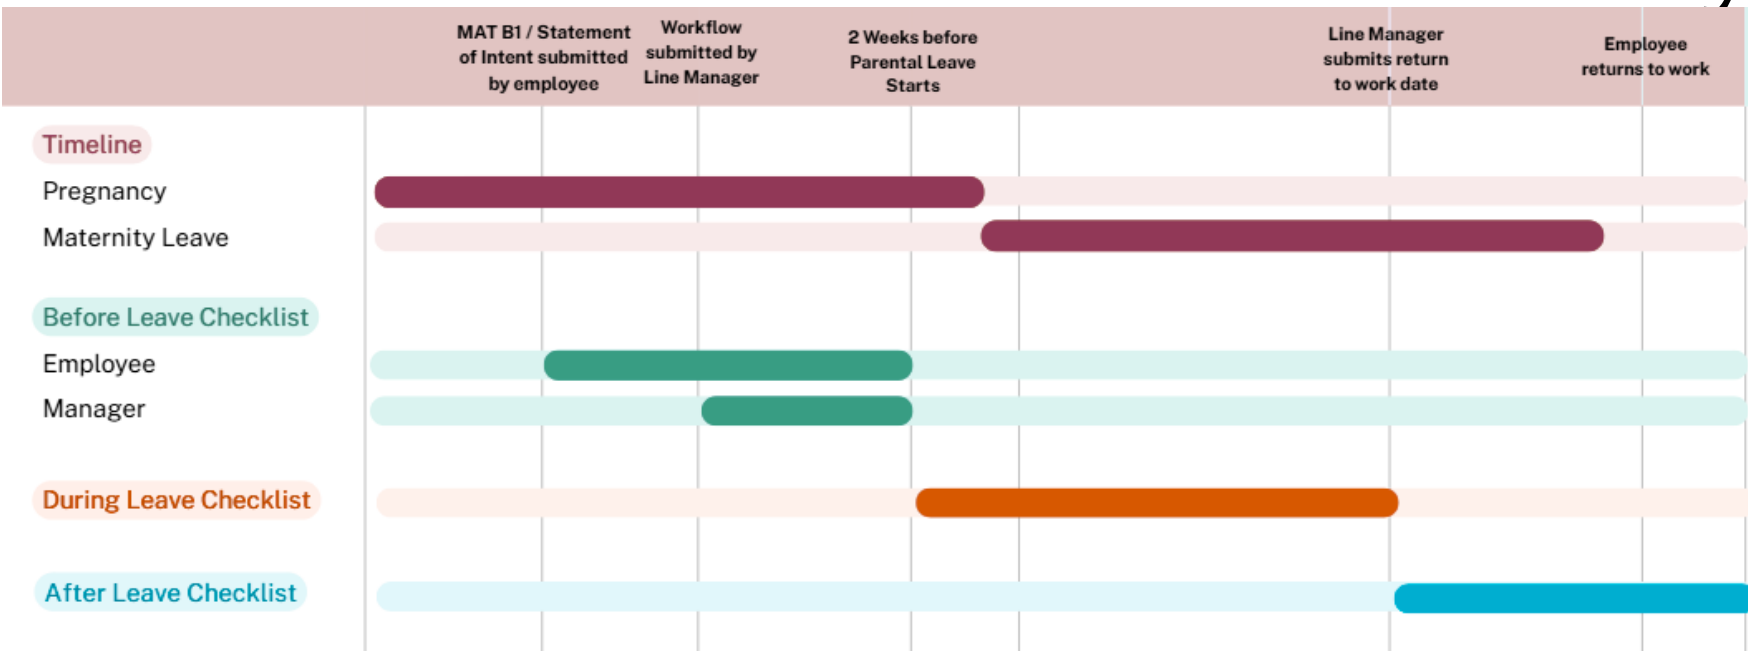 MAT B1 / Statement
of Intent submitted
by employee
Workflow
submitted by
Line Manager
2 Weeks before
Parental Leave
Starts
Line Manager
submits return
to work date
Employee
returns to work
Timeline
Pregnancy
Maternity Leave
Before Leave Checklist
Employee
Manager
During Leave Checklist
After Leave Checklist